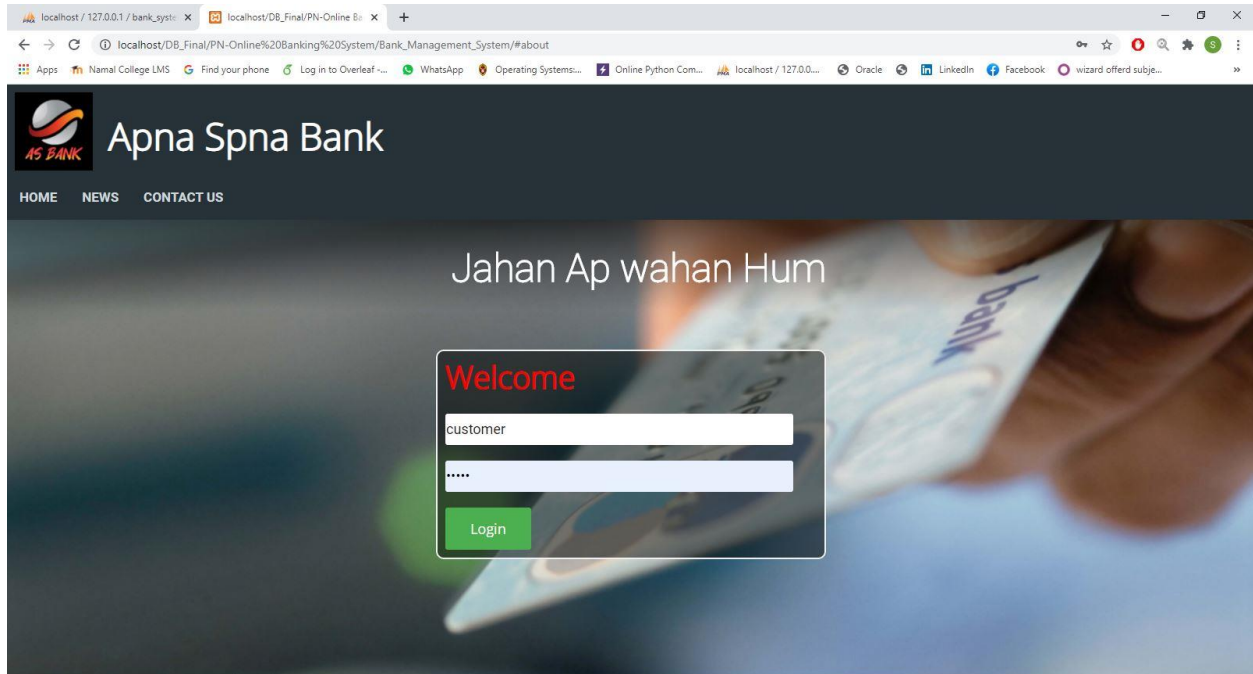 localhost / 127.0.0.1 / bank_syste
localhost/DB_Final/PN-Online Ba
localhost/DB_Final/PN-Online%20Banking%20System/Bank_Management_System/#about
S
Apps Namal College LMS Find your phone Log in to Overleaf -... WhatsApp Operating Systems:... Online Python Com... localhost / 127.0.0.... Oracle LinkedIn Facebook wizard offerd subje... »
AS BANK
Apna Spna Bank
HOME NEWS CONTACT US
Jahan Ap wahan Hum
bank
Welcome
customer
•••••
Login